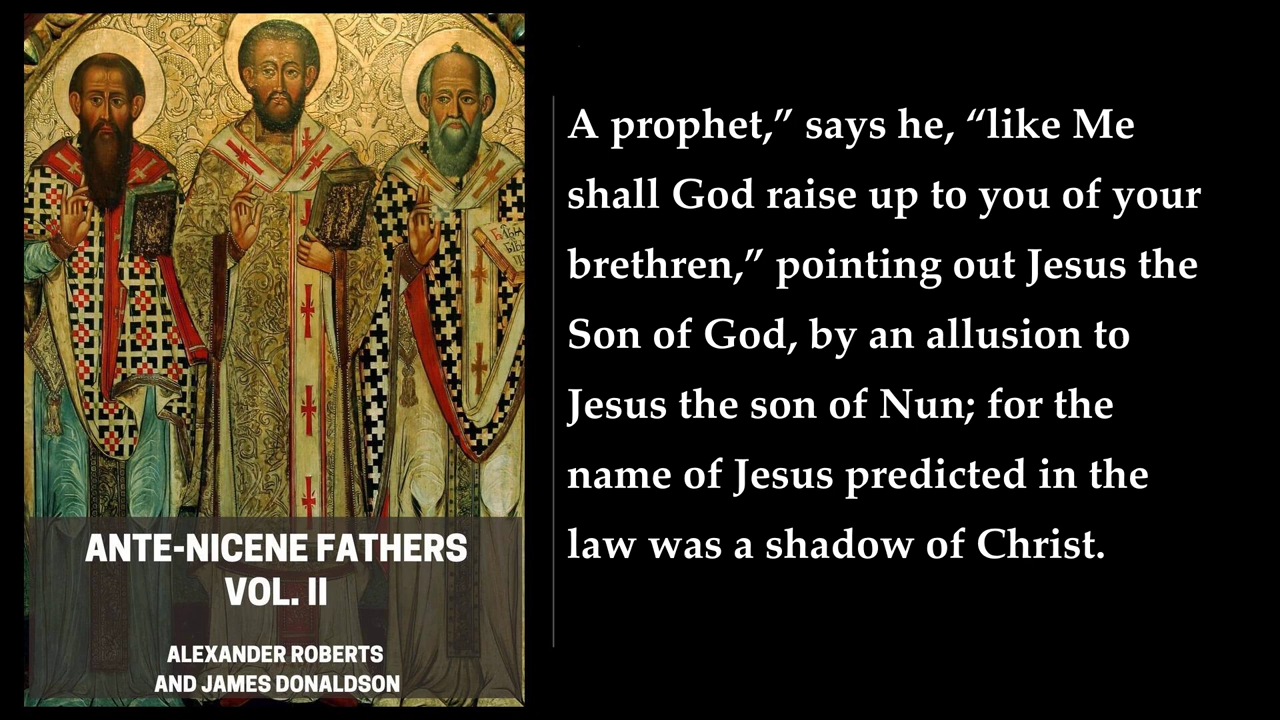 ANTE-NICENE FATHERS
VOL. II
ALEXANDER ROBERTS
AND JAMES DONALDSON
A prophet,” says he, “like Me
shall God raise up to you of your
brethren,” pointing out Jesus the
Son of God, by an allusion to
Jesus the son of Nun; for the
name of Jesus predicted in the
law was a shadow of Christ.